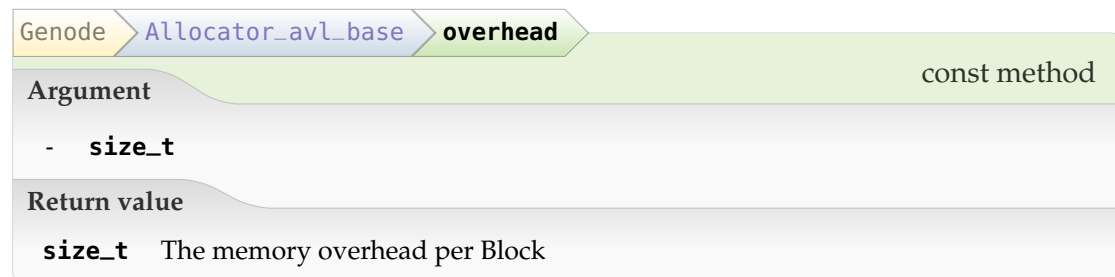 Genode Allocator_avl_base overhead
const method
Argument
- size_t
Return value
size_t The memory overhead per Block